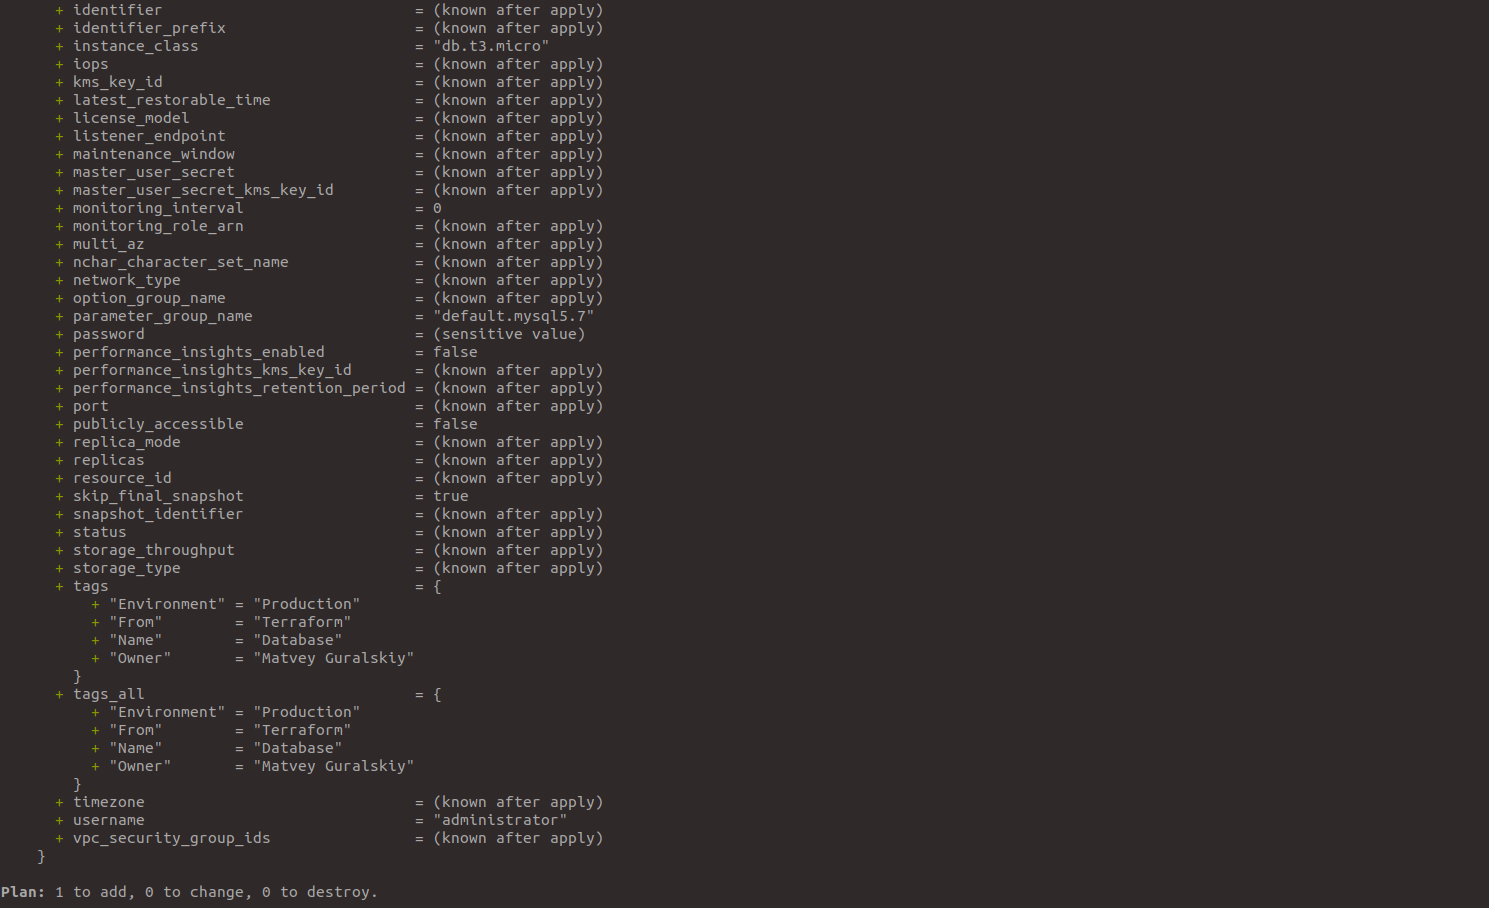 + identifier = (known after apply)
+ identifier_prefix = (known after apply)
+ instance_class = "db.t3.micro"
+ iops = (known after apply)
+ kms_key_id = (known after apply)
+ latest_restorable_time = (known after apply)
+ license_model = (known after apply)
+ listener_endpoint = (known after apply)
+ maintenance_window = (known after apply)
+ master_user_secret = (known after apply)
+ master_user_secret_kms_key_id = (known after apply)
+ monitoring_interval = 0
+ monitoring_role_arn = (known after apply)
+ multi_az = (known after apply)
+ nchar_character_set_name = (known after apply)
+ network_type = (known after apply)
+ option_group_name = (known after apply)
+ parameter_group_name = "default.mysql5.7"
+ password = (sensitive value)
+ performance_insights_enabled = false
+ performance_insights_kms_key_id = (known after apply)
+ performance_insights_retention_period = (known after apply)
+ port = (known after apply)
+ publicly_accessible = false
+ replica_mode = (known after apply)
+ replicas = (known after apply)
+ resource_id = (known after apply)
+ skip_final_snapshot = true
+ snapshot_identifier = (known after apply)
+ status = (known after apply)
+ storage_throughput = (known after apply)
+ storage_type = (known after apply)
+ tags = {
+ "Environment" = "Production"
+ "From" = "Terraform"
+ "Name" = "Database"
+ "Owner" = "Matvey Guralskiy"
}
+ tags_all = {
+ "Environment" = "Production"
+ "From" = "Terraform"
+ "Name" = "Database"
+ "Owner" = "Matvey Guralskiy"
}
+ timezone = (known after apply)
+ username = "administrator"
+ vpc_security_group_ids = (known after apply)
}
Plan: 1 to add, 0 to change, 0 to destroy.